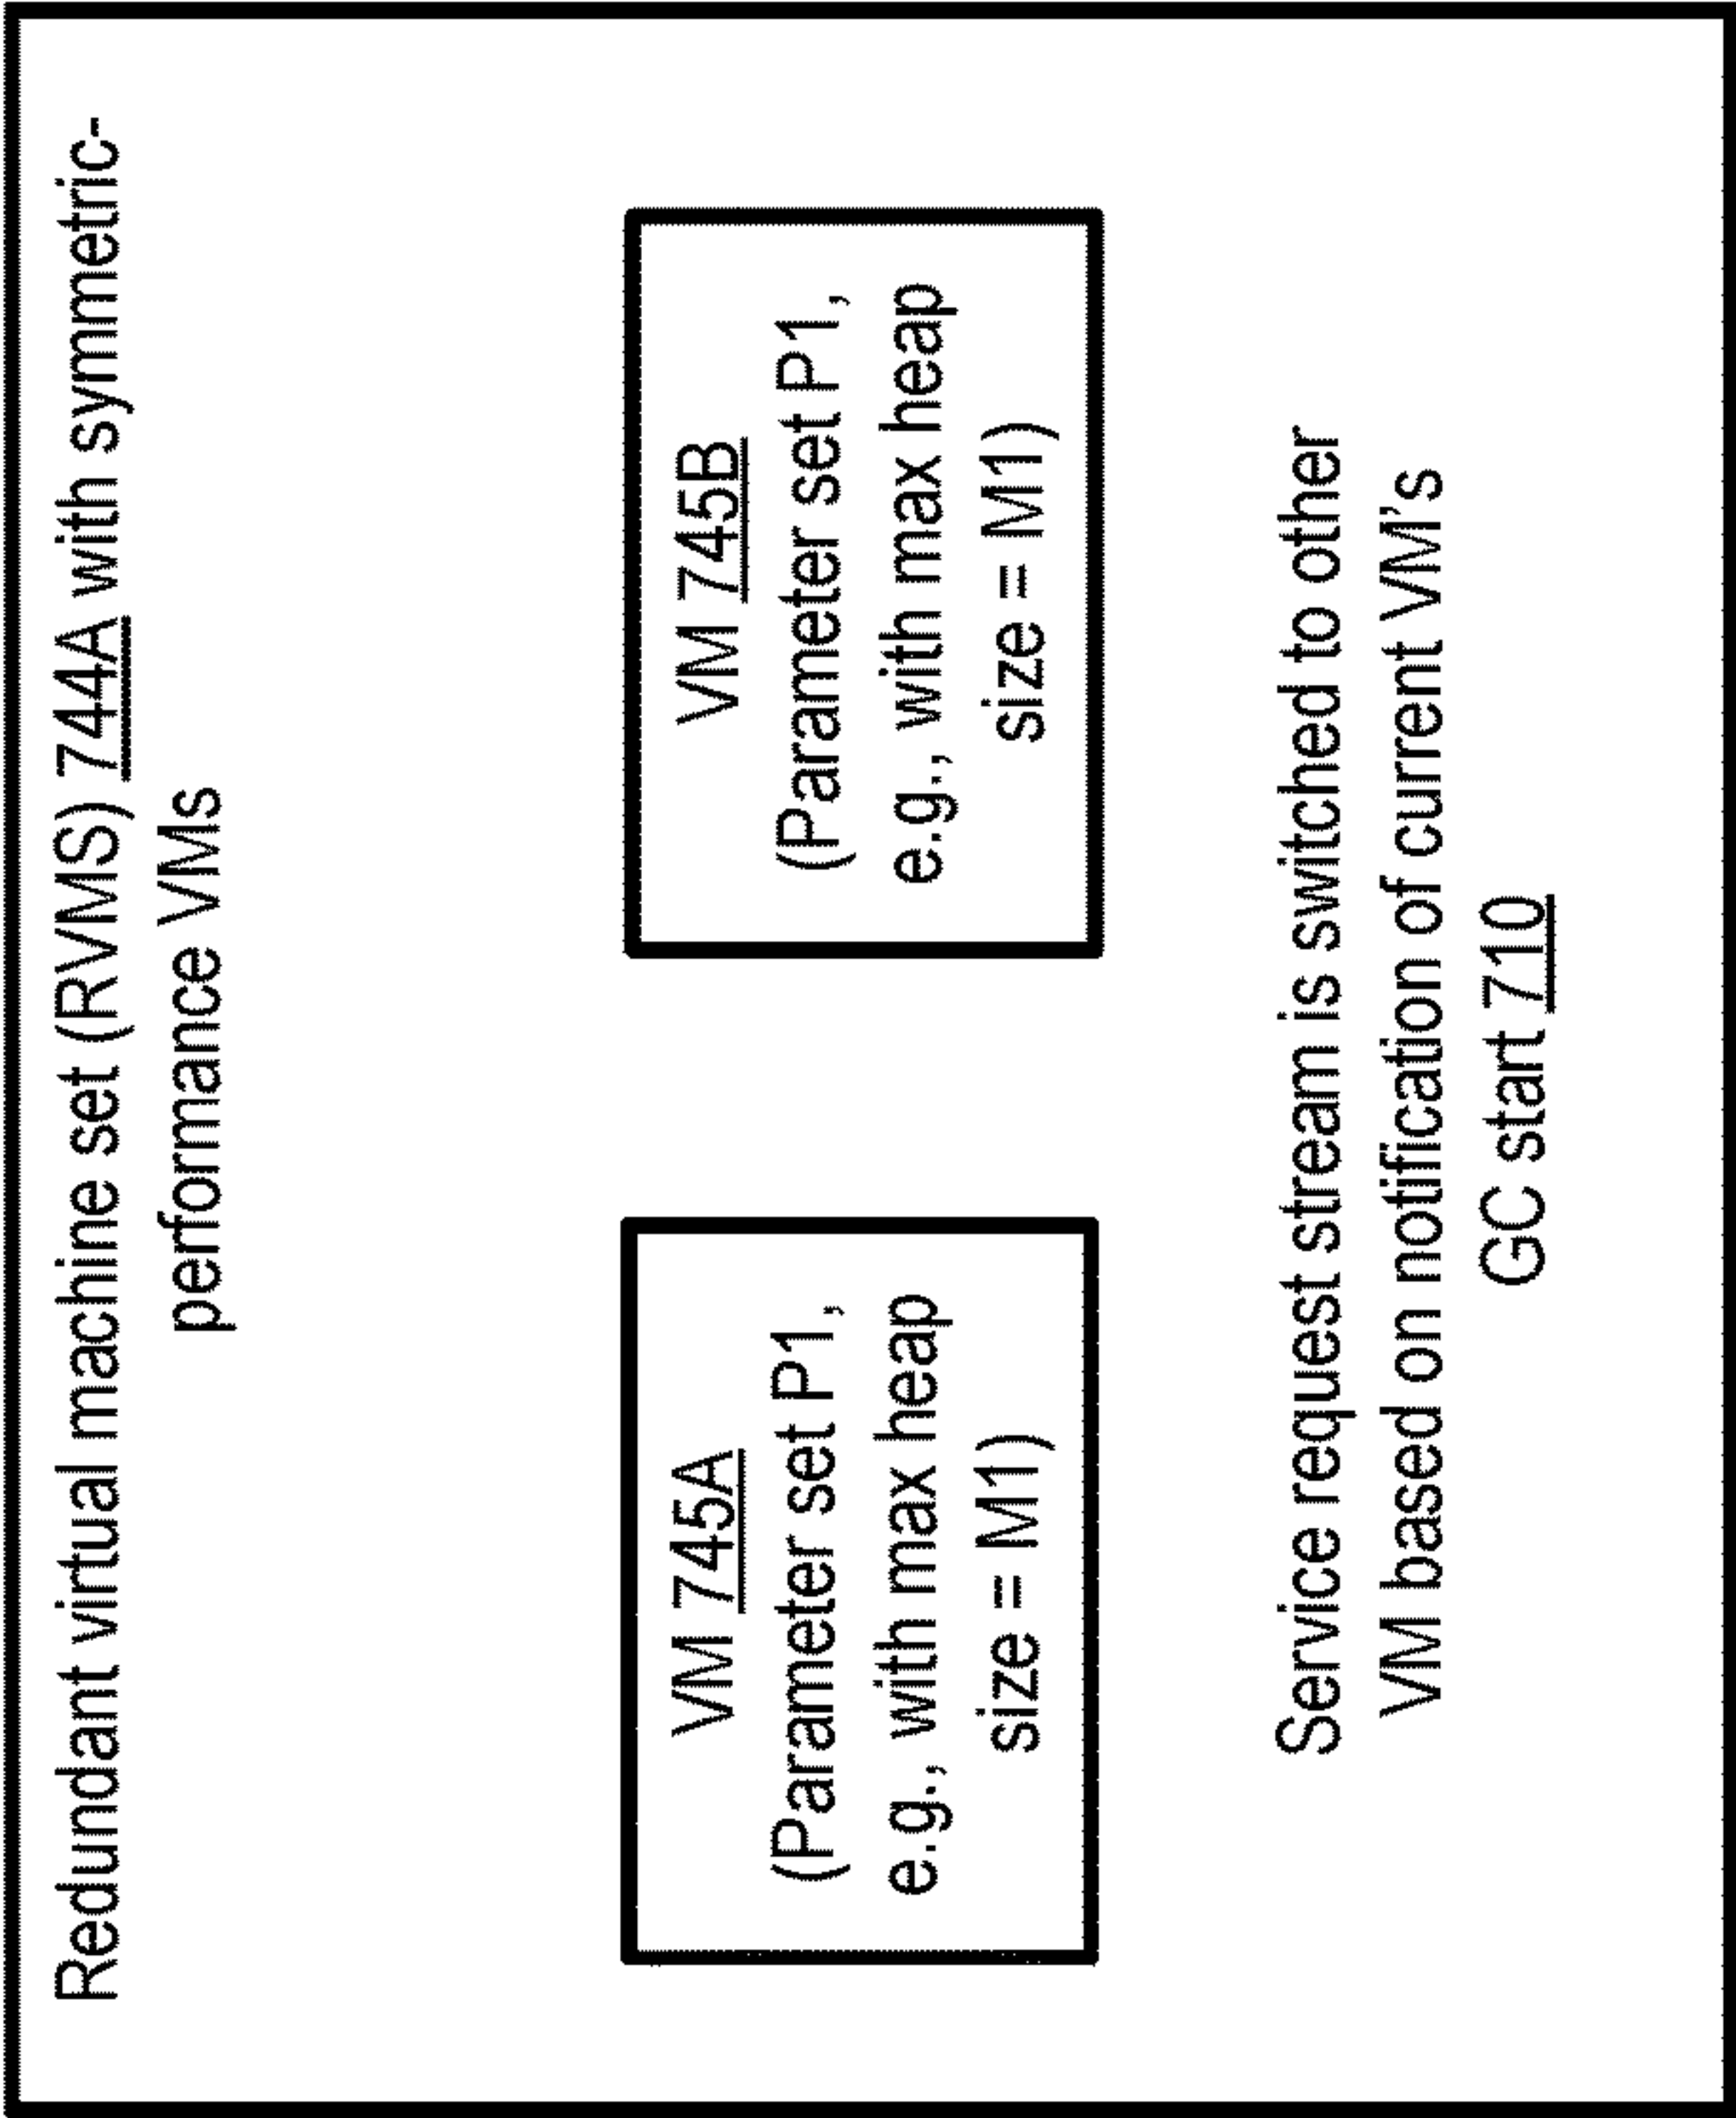 Redundant virtual machine set (RVMS) 744A with symmetric-
performance VMs
VM 745A
(Parameter set P1,
e.g., with max heap
size = M1)
VM 745B
(Parameter set P1,
e.g., with max heap
size = M1)
Service request stream is switched to other
VM based on notification of current VM's
GC start 710